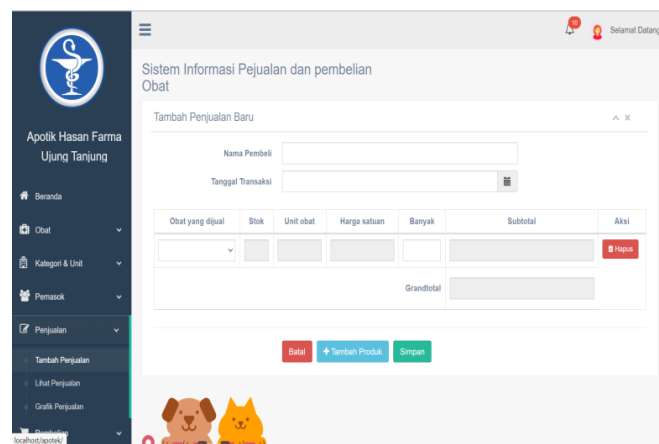 10
Selamat Datang
Sistem Informasi Pejualan dan pembelian
Obat
Apotik Hasan Farma
Ujung Tanjung
Beranda
Obat
Kategori & Unit
Pemasok
Penjualan
Tambah Penjualan
Lihat Penjualan
Grafik Penjualan
Pembelian
localhost/apotek/
Tambah Penjualan Baru
Nama Pembeli
Tanggal Transaksi
Obat yang dijual Stok Unit obat Harga satuan Banyak Subtotal Aksi
Hapus
Grandtotal
Batal + Tambah Produk Simpan